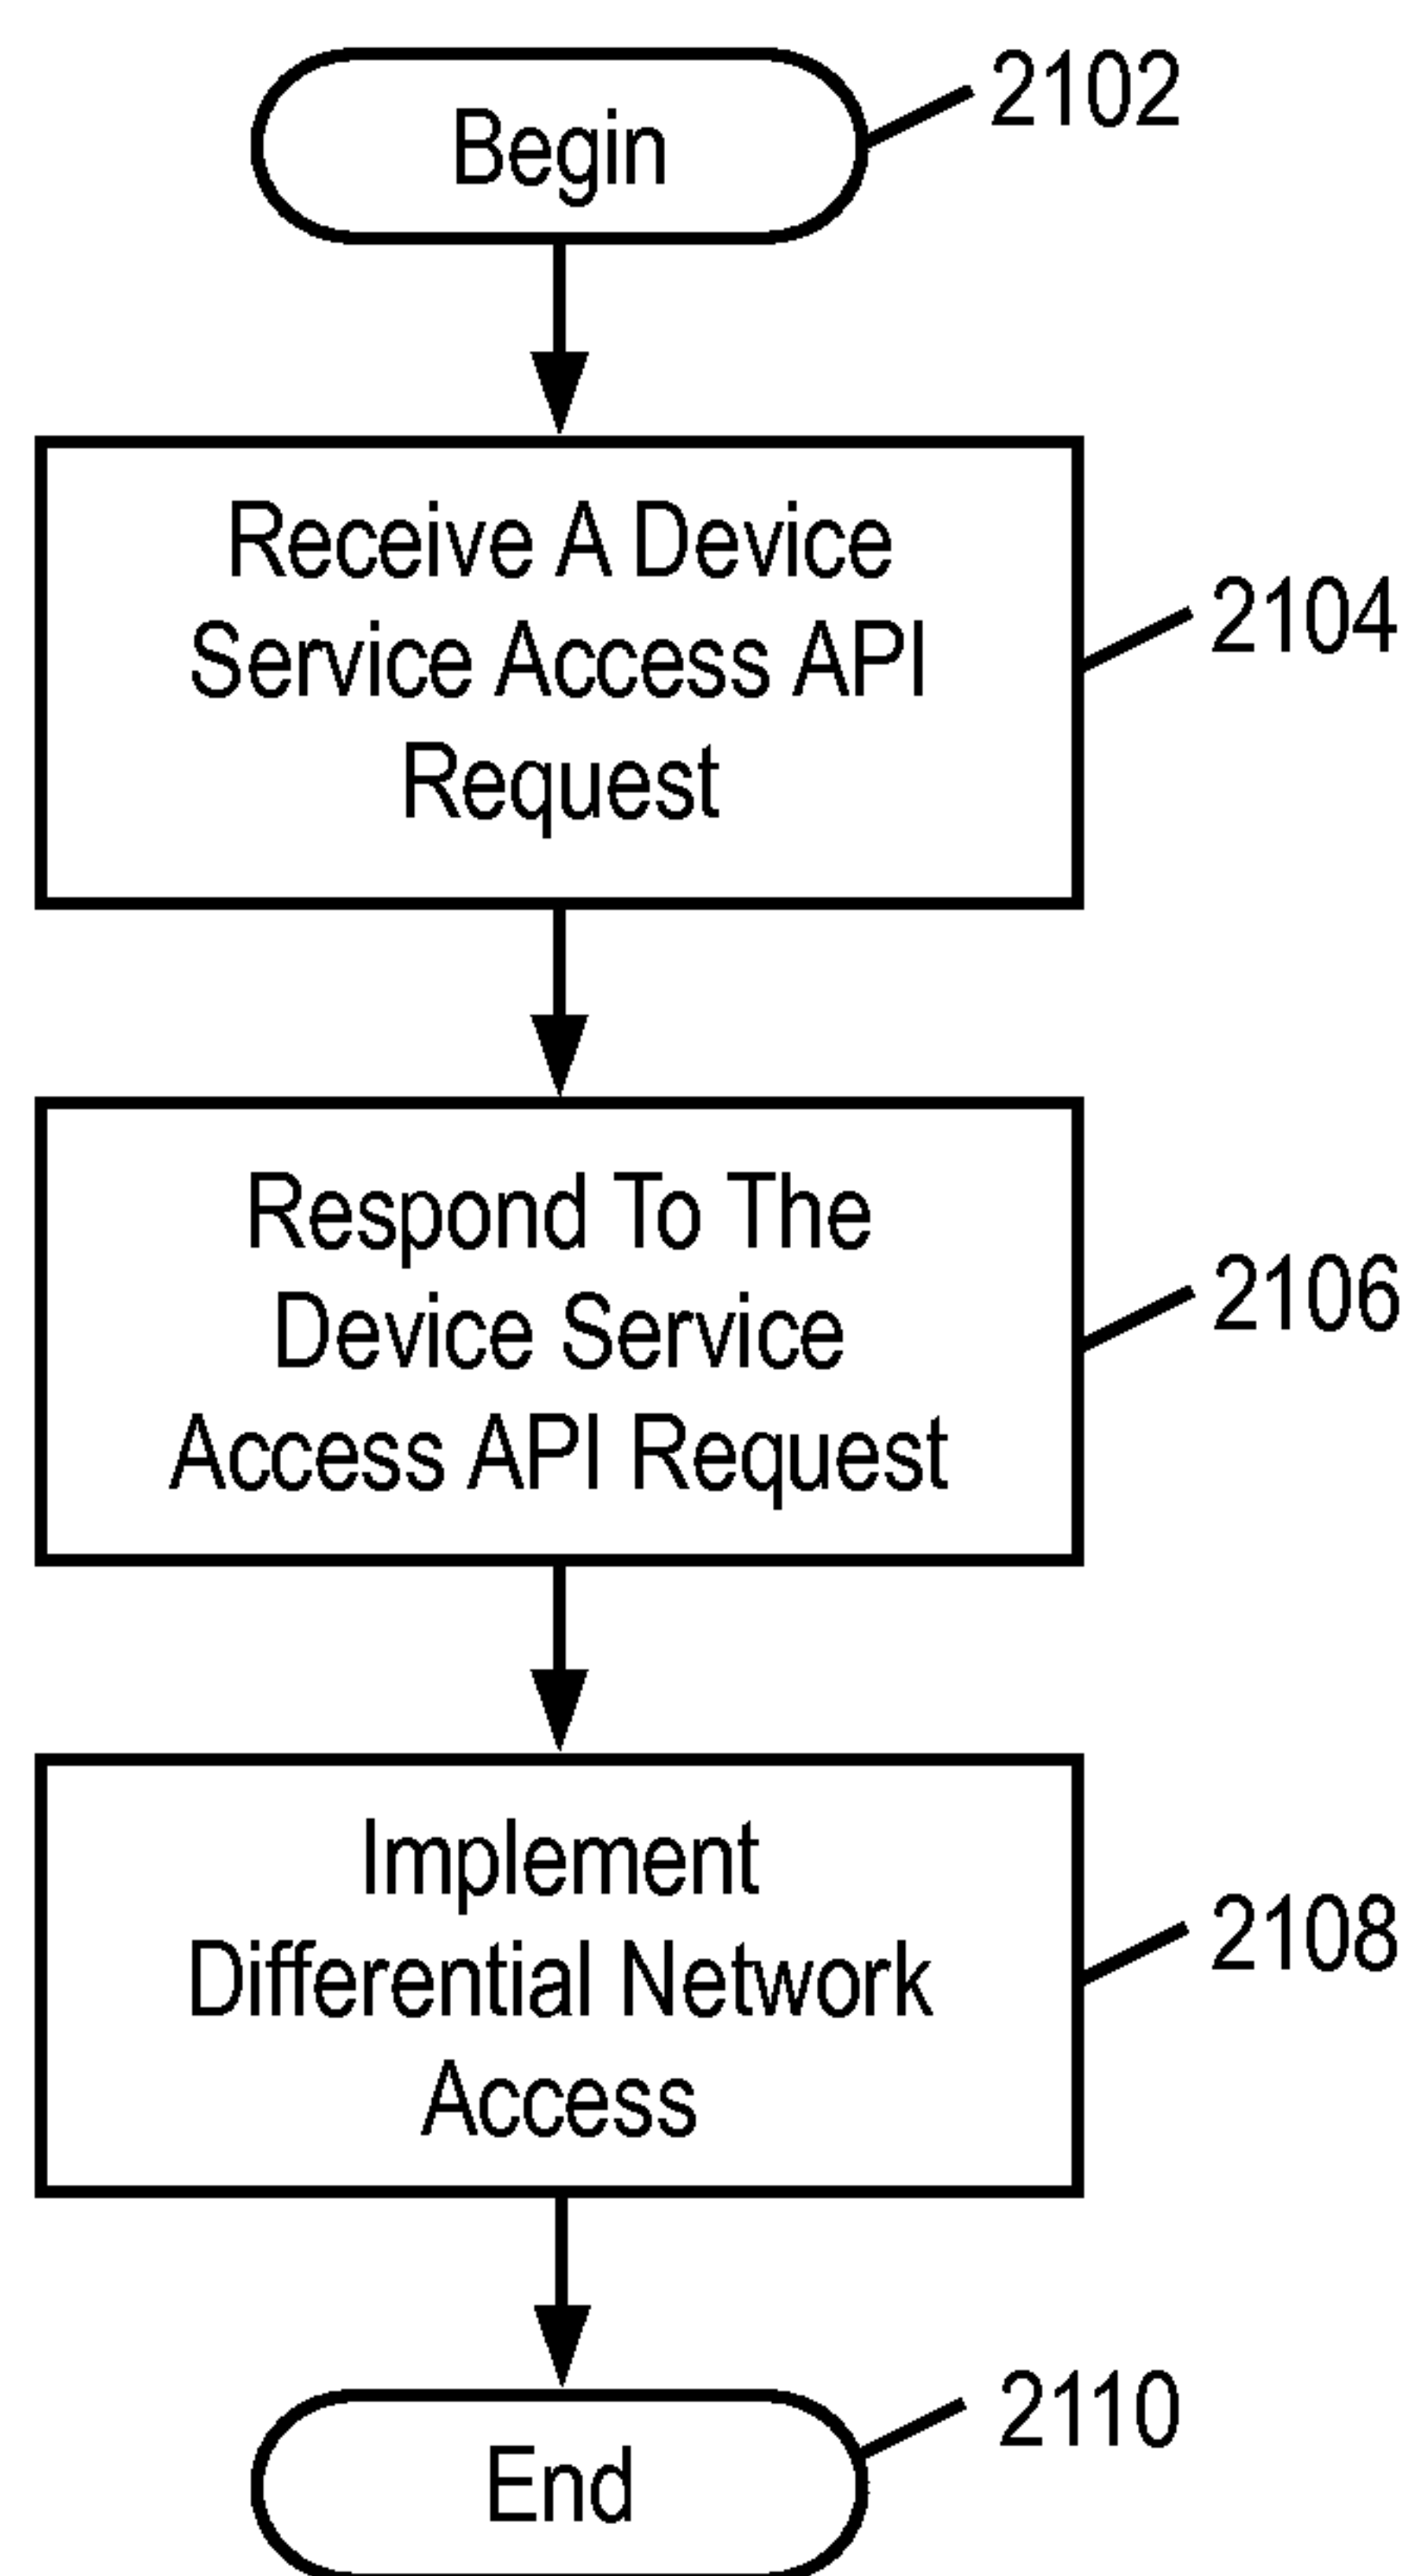 Begin
2102
Receive A Device
Service Access API
Request
2104
Respond To The
Device Service
Access API Request
2106
Implement
Differential Network
Access
2108
End
2110